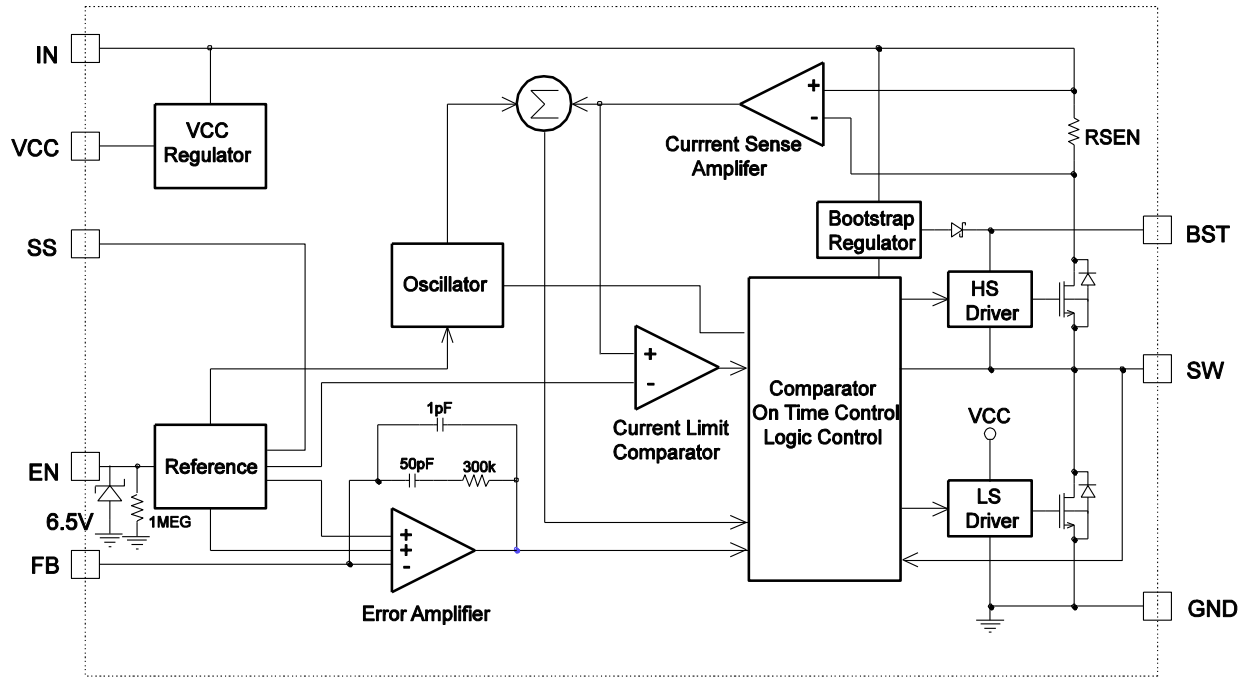 IN
VCC
Regulator
VCC
Σ
+
-
Currrent Sense
Amplifer
RSEN
SS
Bootstrap
Regulator
BST
Oscillator
HS
Driver
+
-
Current Limit
Comparator
Comparator
On Time Control
Logic Control
SW
1pF
VCC
EN
Reference
50pF
300k
LS
Driver
6.5V
1MEG
FB
+
+
-
Error Amplifier
GND